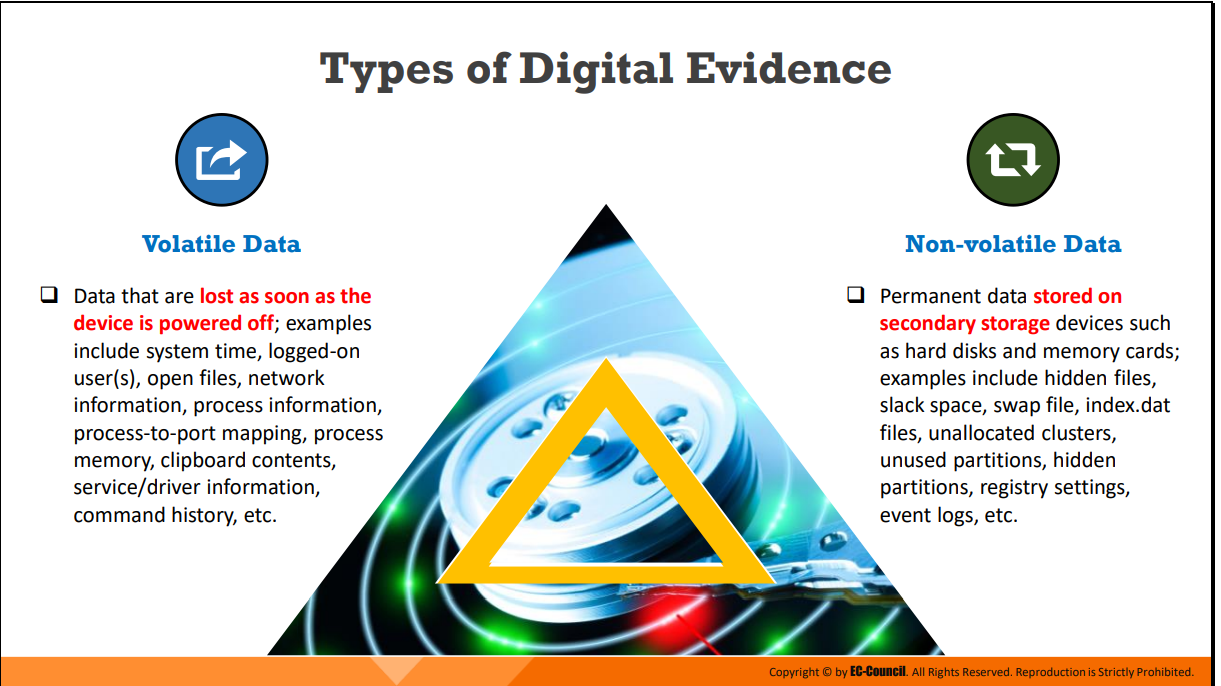 Types of Digital Evidence
Volatile Data
❑ Data that are lost as soon as the
device is powered off; examples
include system time, logged-on
user(s), open files, network
information, process information,
process-to-port mapping, process
memory, clipboard contents,
service/driver information,
command history, etc.
Non-volatile Data
❑ Permanent data stored on
secondary storage devices such
as hard disks and memory cards;
examples include hidden files,
slack space, swap file, index.dat
files, unallocated clusters,
unused partitions, hidden
partitions, registry settings,
event logs, etc.
Copyright © by EC-Council. All Rights Reserved. Reproduction is Strictly Prohibited.